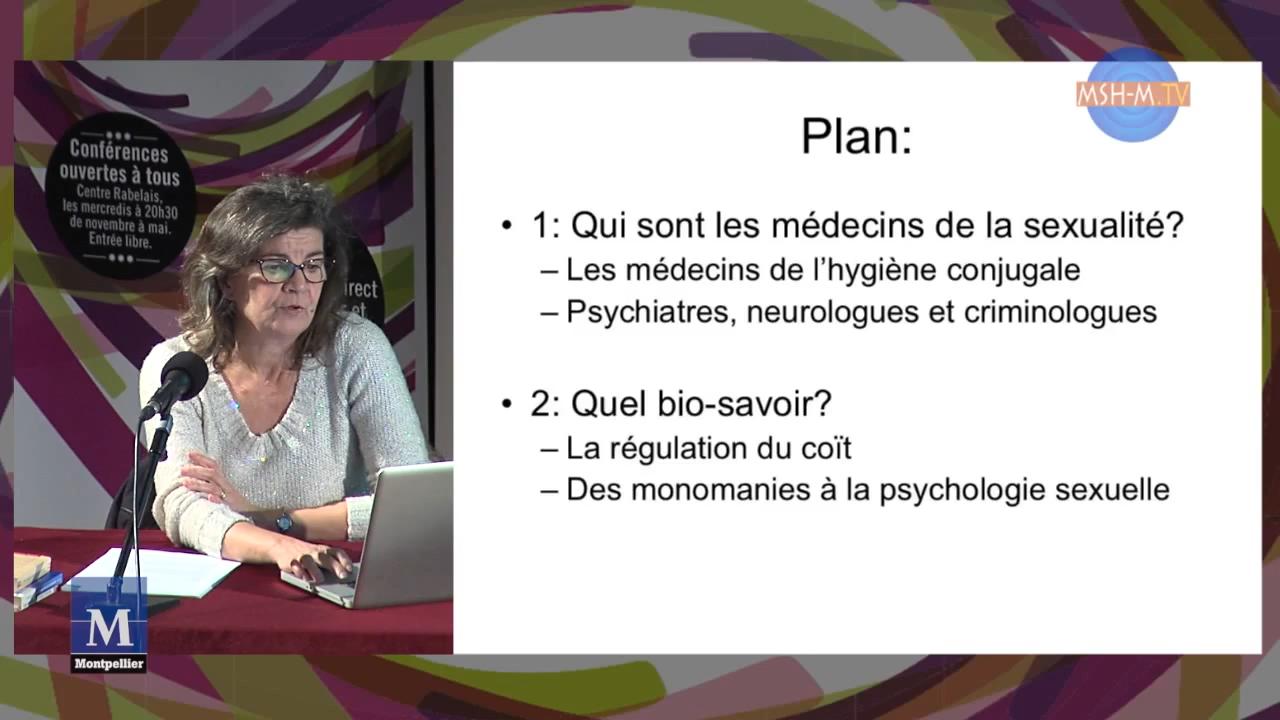 Conférences
ouvertes à tous
Centre Rabelais,
les mercredis à 20h30
de novembre à mai.
Entrée libre.
irect
et
M
Montpellier
MSH-M.TV
Plan:
• 1: Qui sont les médecins de la sexualité?
– Les médecins de l’hygiène conjugale
– Psychiatres, neurologues et criminologues
• 2: Quel bio-savoir?
– La régulation du coït
– Des monomanies à la psychologie sexuelle